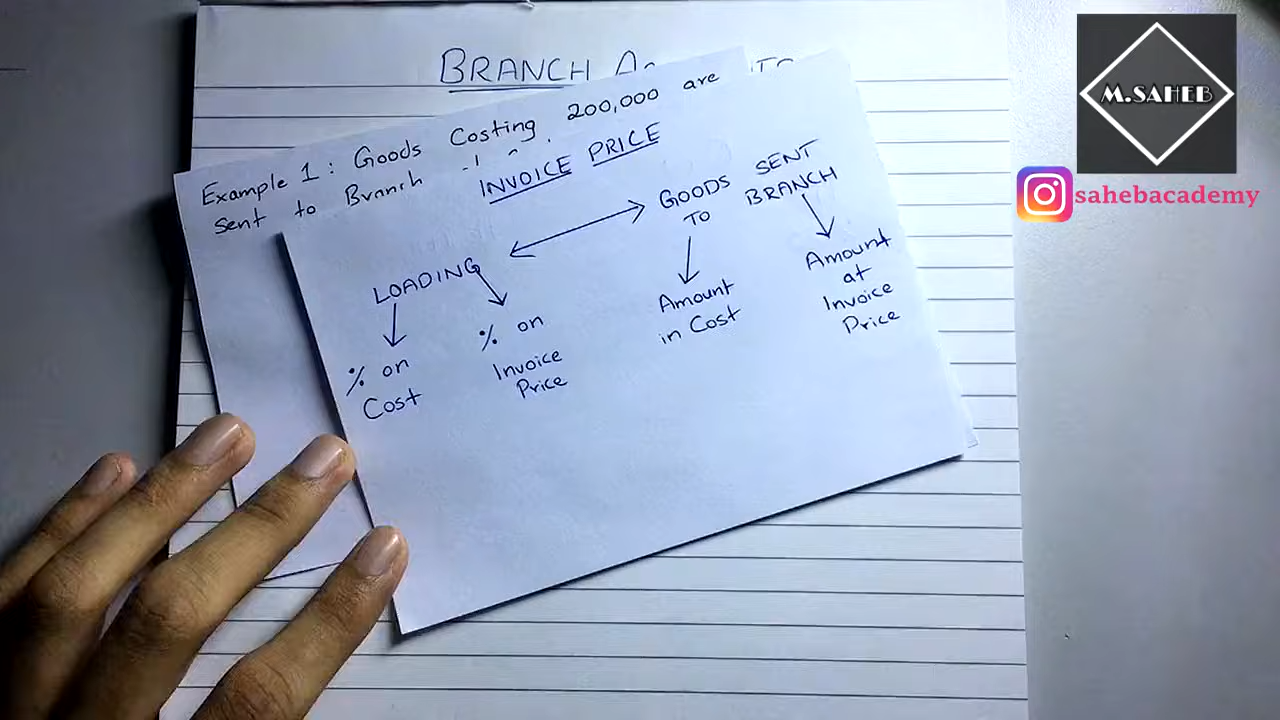 BRANCH
Example 1: Goods Costing 200,000 are
sent to Branch
INVOICE PRICE
GOODS SENT
TO BRANCH
LOADING
% on
Cost
% on
Invoice
Price
Amount
in Cost
Amount
at
Invoice
Price
M.SAHEB
sahebacademy